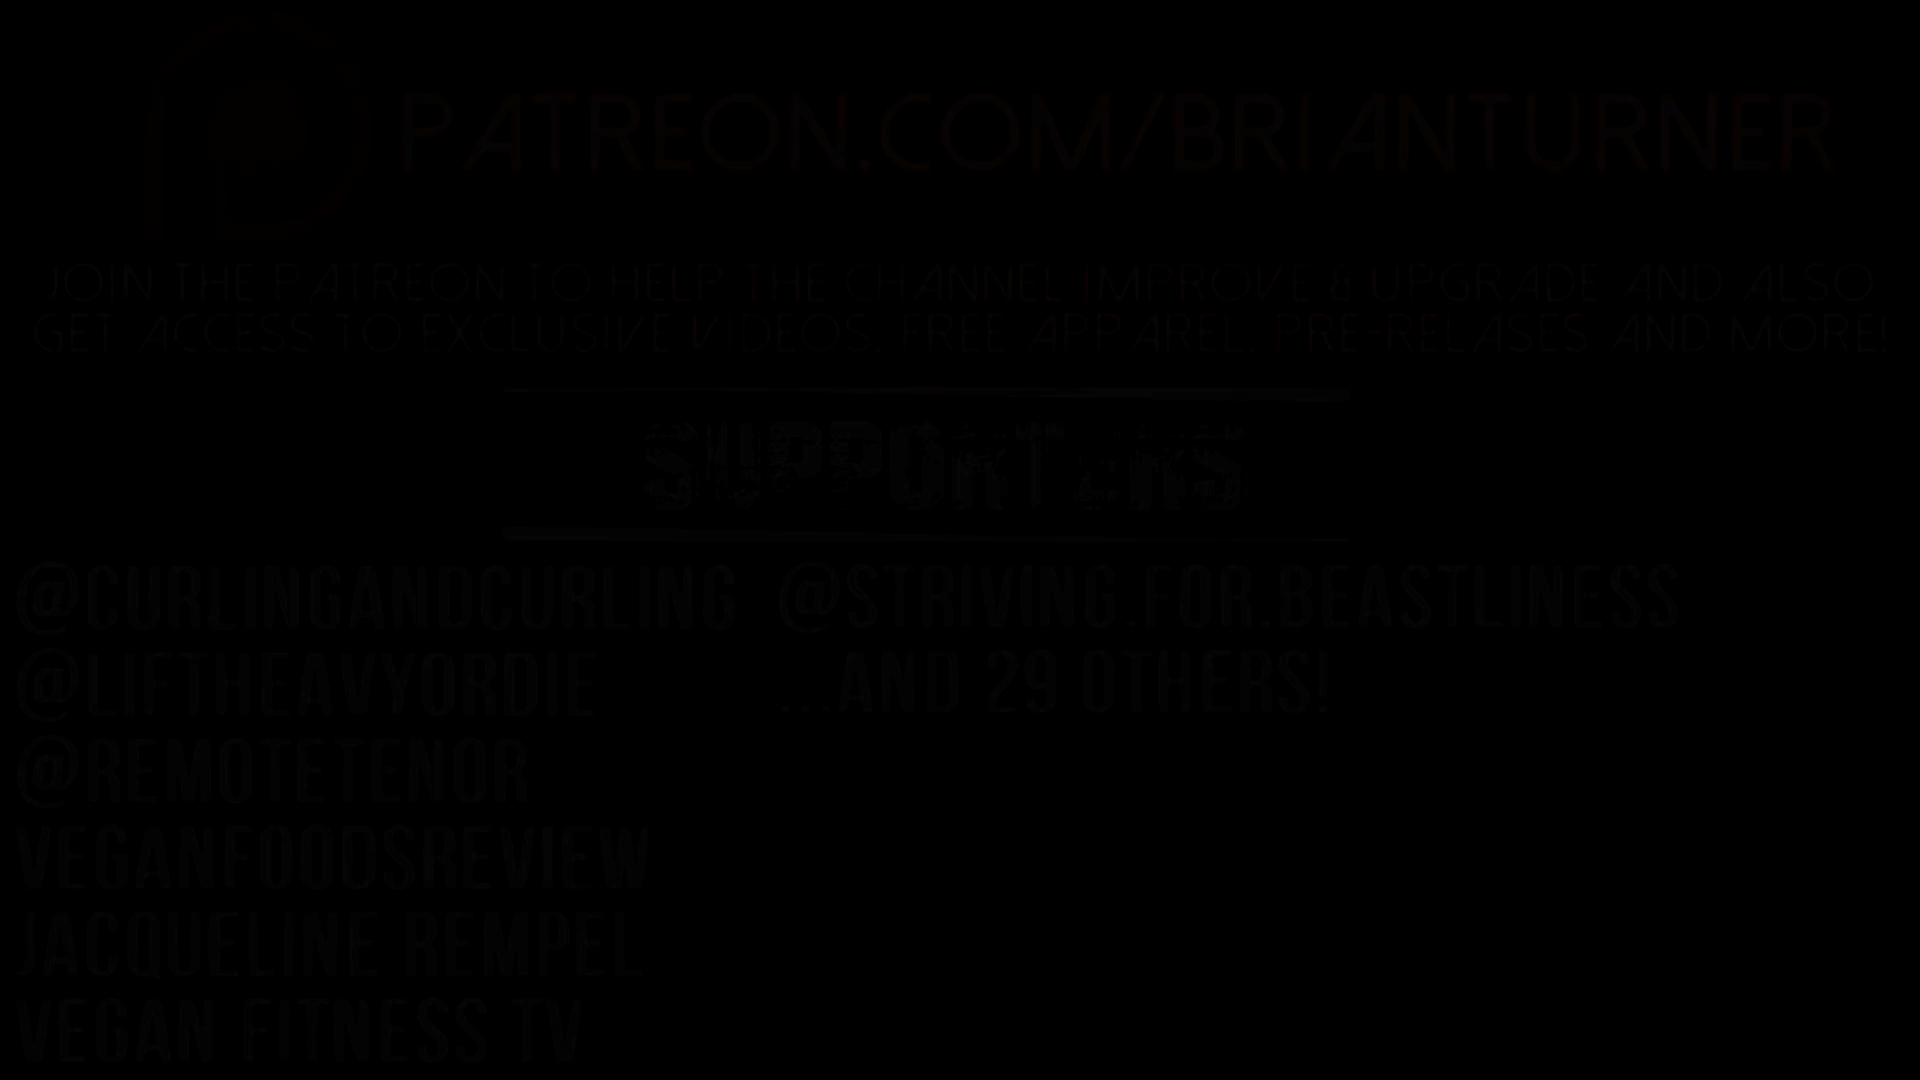 PATREON.COM/BRIANTURNER
JOIN THE PATREON TO HELP THE CHANNEL IMPROVE & UPGRADE AND ALSO
GET ACCESS TO EXCLUSIVE VIDEOS, FREE APPAREL, PRE-RELASES AND MORE!
SUPPORTERS
@CURLINGANDCURLING
@LIFTHEAVYORDIE
@REMOTETENOR
VEGANFOODSREVIEW
JACQUELINE REMPEL
VEGAN FITNESS TV
@STRIVING.FOR.BEASTLINESS
...AND 29 OTHERS!